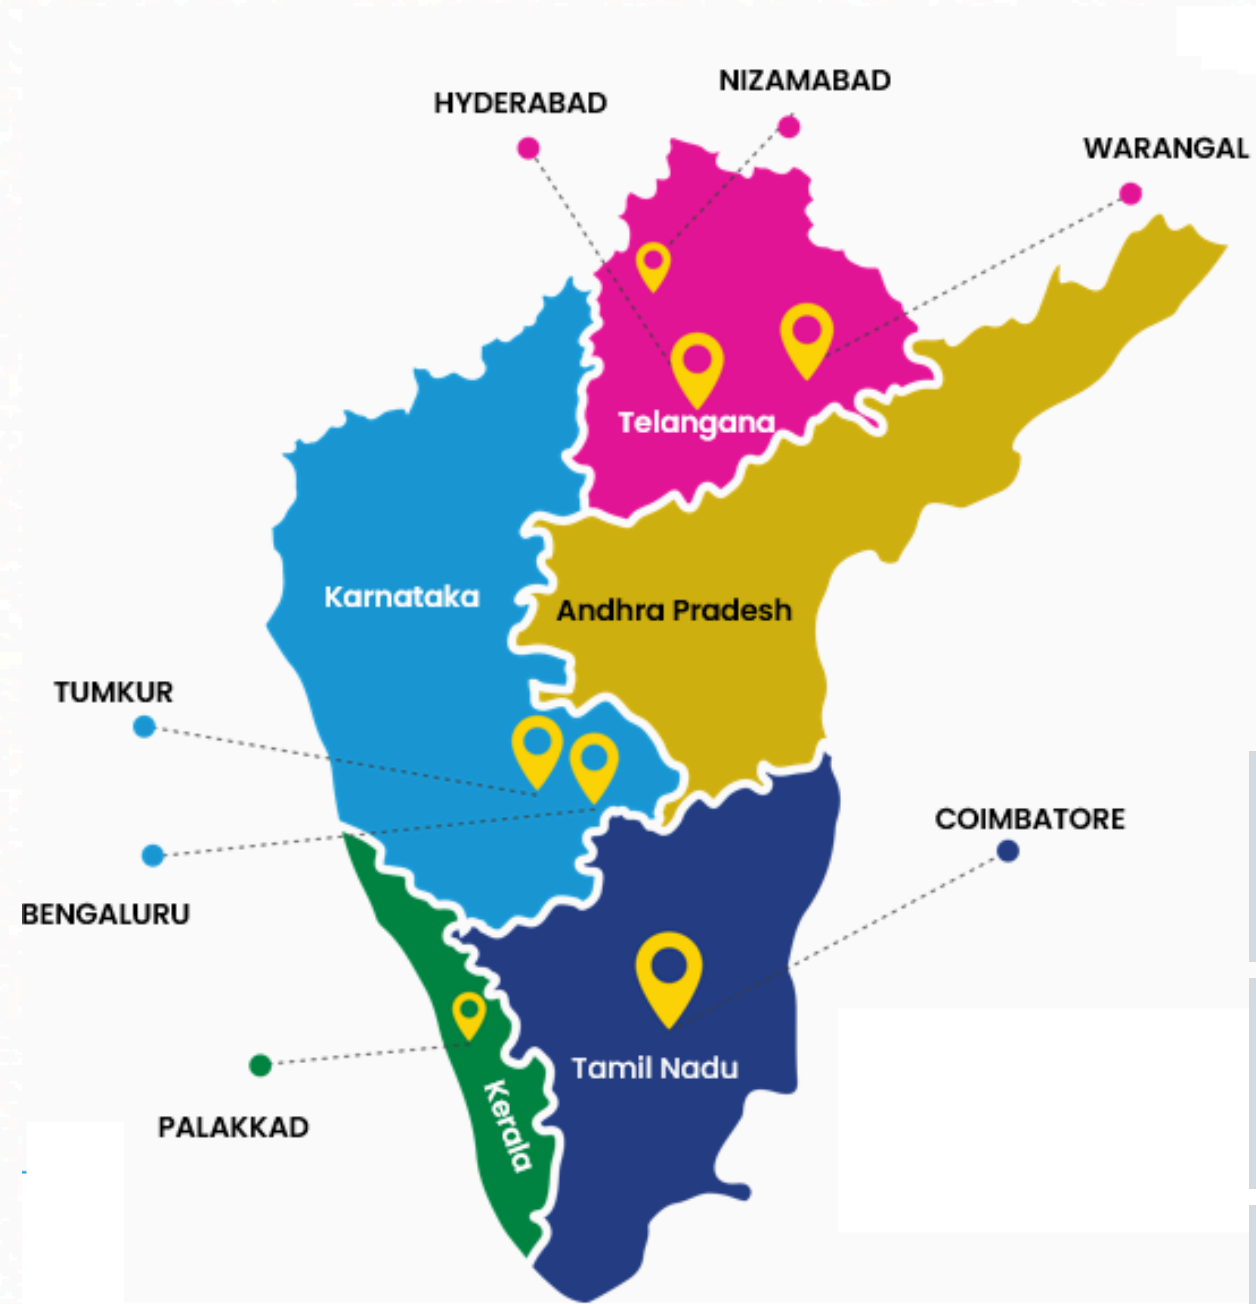 NIZAMABAD
HYDERABAD
WARANGAL
Telangana
Karnataka
Andhra Pradesh
TUMKUR
COIMBATORE
BENGALURU
Tamil Nadu
Kerala
PALAKKAD